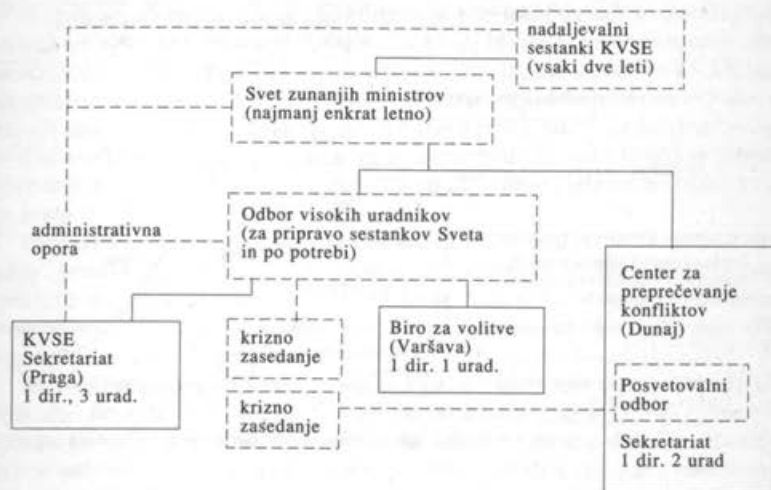 nadaljevalni
sestanki KVSE
(vsaki dve leti)
Svet zunanjih ministrov
(najmanj enkrat letno)
Odbor visokih uradnikov
(za pripravo sestankov Sveta
in po potrebi)
administrativna
opora
Center za
preprečevanje
konfliktov
(Dunaj)
KVSE
Sekretariat
(Praga)
1 dir., 3 urad.
krizno
zasedanje
Biro za volitve
(Varšava)
1 dir. 1 urad.
krizno
zasedanje
Posvetovalni
odbor
Sekretariat
1 dir. 2 urad